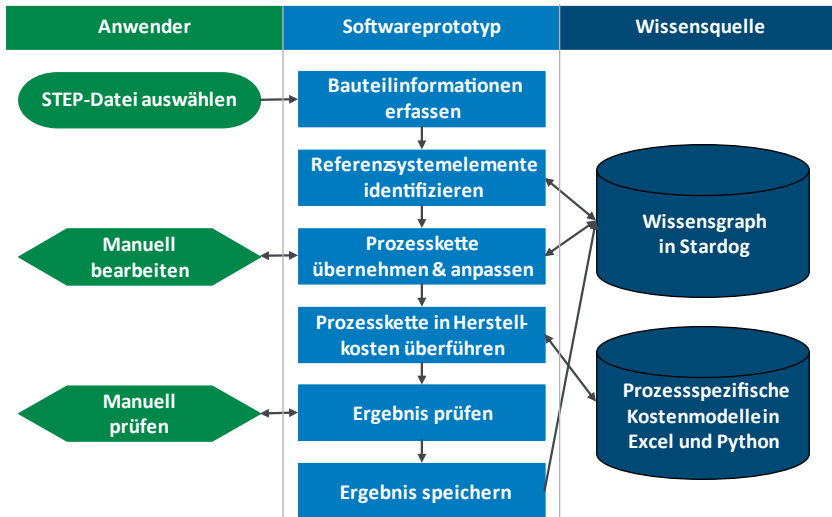 Anwender
Softwareprototyp
Wissensquelle
STEP-Datei auswählen
Bauteilinformationen
erfassen
Referenzsystemelemente
identifizieren
Wissensgraph
in Stardog
Manuell
bearbeiten
Prozesskette
übernehmen & anpassen
Prozesskette in Herstell-
kosten überführen
Prozessspezifische
Kostenmodelle in
Excel und Python
Manuell
prüfen
Ergebnis prüfen
Ergebnis speichern